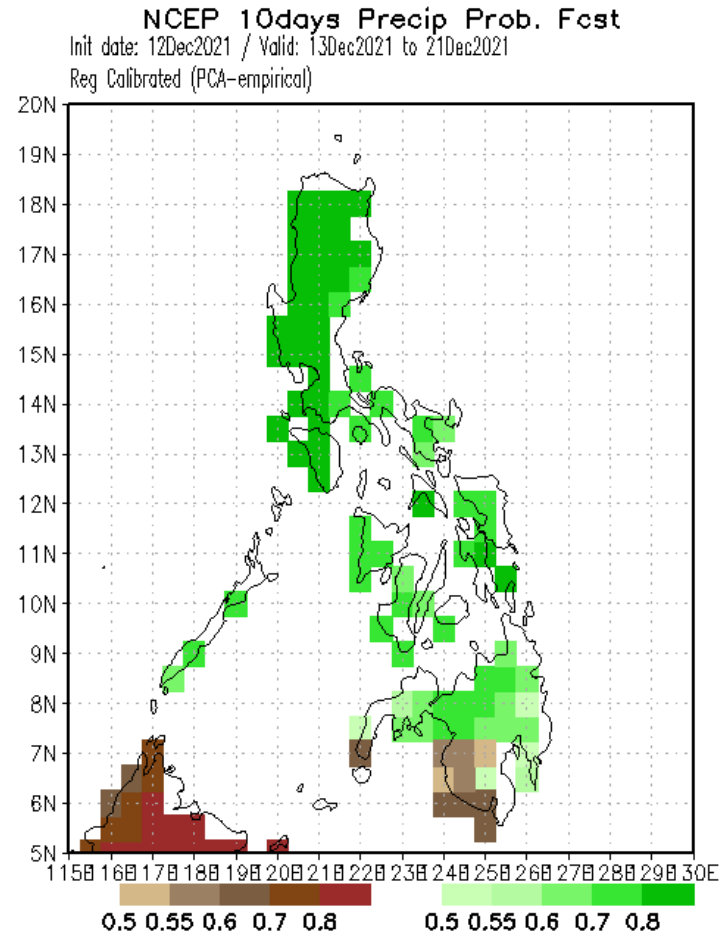 NCEP 10days Precip Prob. Fcst
Init date: 12Dec2021 / Valid: 13Dec2021 to 21Dec2021
Reg Calibrated (PCA-empirical)
20N
19N
18N
17N
16N
15N
14N
13N
12N
11N
10N
9N
8N
7N
6N
5N
115E 116E 117E 118E 119E 120E 121E 122E 123E 124E 125E 126E 127E 128E 129E 130E
0.5 0.55 0.6 0.7 0.8 0.5 0.55 0.6 0.7 0.8